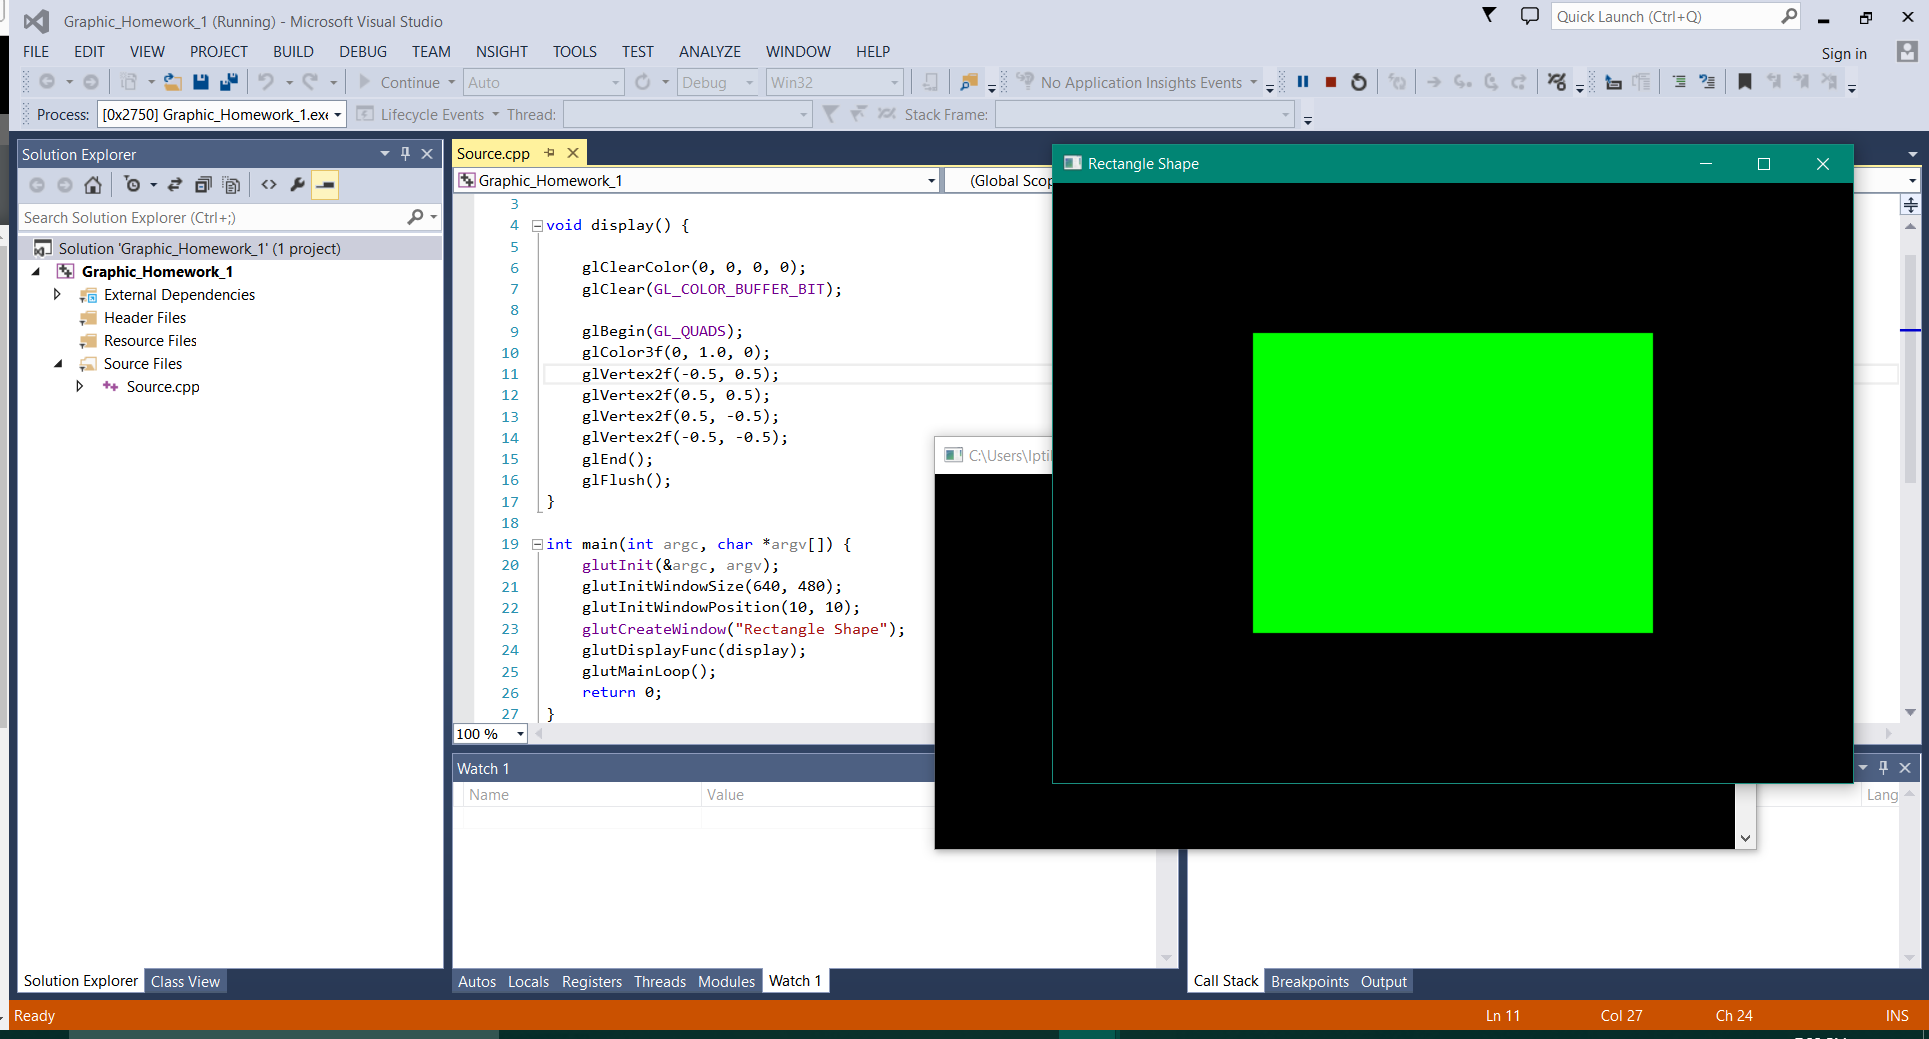 Graphic_Homework_1 (Running) - Microsoft Visual Studio
Quick Launch (Ctrl+Q)
FILE EDIT VIEW PROJECT BUILD DEBUG TEAM NSIGHT TOOLS TEST ANALYZE WINDOW HELP
Sign in
Continue Auto Debug Win32 No Application Insights Events
Process: [0x2750] Graphic_Homework_1.exe Lifecycle Events Thread: Stack Frame:
Solution Explorer
Search Solution Explorer (Ctrl+;)
Solution 'Graphic_Homework_1' (1 project)
Graphic_Homework_1
External Dependencies
Header Files
Resource Files
Source Files
Source.cpp
Solution Explorer Class View
Source.cpp
Graphic_Homework_1 (Global Scop
3
4 void display() {
5
6 glClearColor(0, 0, 0, 0);
7 glClear(GL_COLOR_BUFFER_BIT);
8
9 glBegin(GL_QUADS);
10 glColor3f(0, 1.0, 0);
11 glVertex2f(-0.5, 0.5);
12 glVertex2f(0.5, 0.5);
13 glVertex2f(0.5, -0.5);
14 glVertex2f(-0.5, -0.5);
15 glEnd();
16 glFlush();
17 }
18
19 int main(int argc, char *argv[]) {
20 glutInit(&argc, argv);
21 glutInitWindowSize(640, 480);
22 glutInitWindowPosition(10, 10);
23 glutCreateWindow("Rectangle Shape");
24 glutDisplayFunc(display);
25 glutMainLoop();
26 return 0;
27 }
100 %
Rectangle Shape
C:\Users\Ipti
Watch 1
Name Value
Lang
Autos Locals Registers Threads Modules Watch 1
Call Stack Breakpoints Output
Ready Ln 11 Col 27 Ch 24 INS